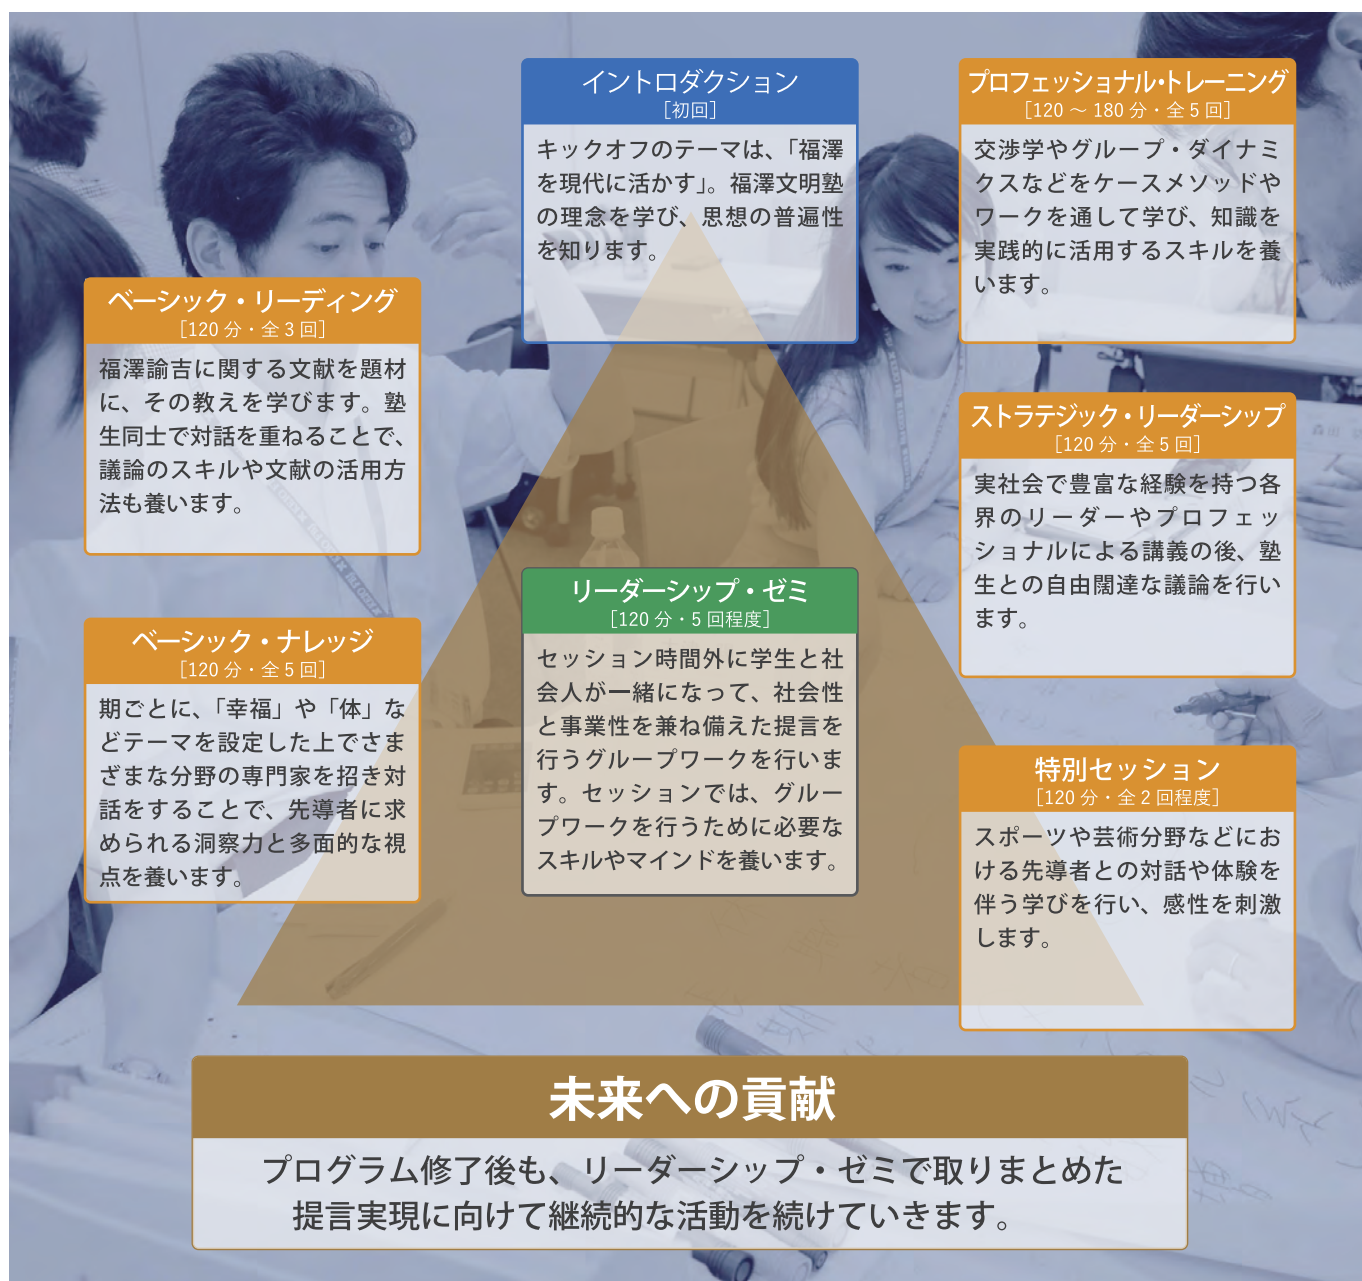 イントロダクション
［初回］
キックオフのテーマは、「福澤
を現代に活かす」。福澤文明塾
の理念を学び、思想の普遍性
を知ります。
プロフェッショナル・トレーニング
［120 〜 180 分・全 5 回］
交渉学やグループ・ダイナミ
クスなどをケースメソッドや
ワークを通して学び、知識を
実践的に活用するスキルを養
います。
ベーシック・リーディング
［120 分・全 3 回］
福澤諭吉に関する文献を題材
に、その教えを学びます。塾
生同士で対話を重ねることで、
議論のスキルや文献の活用方
法も養います。
ストラテジック・リーダーシップ
［120 分・全 5 回］
実社会で豊富な経験を持つ各
界のリーダーやプロフェッ
ショナルによる講義の後、塾
生との自由闊達な議論を行い
ます。
リーダーシップ・ゼミ
［120 分・5 回程度］
セッション時間外に学生と社
会人が一緒になって、社会性
と事業性を兼ね備えた提言を
行うグループワークを行いま
す。セッションでは、グルー
プワークを行うために必要な
スキルやマインドを養います。
ベーシック・ナレッジ
［120 分・全 5 回］
期ごとに、「幸福」や「体」な
どテーマを設定した上でさま
ざまな分野の専門家を招き対
話をすることで、先導者に求
められる洞察力と多面的な視
点を養います。
特別セッション
［120 分・全 2 回程度］
スポーツや芸術分野などにお
ける先導者との対話や体験を
伴う学びを行い、感性を刺激
します。
未来への貢献
プログラム修了後も、リーダーシップ・ゼミで取りまとめた
提言実現に向けて継続的な活動を続けていきます。